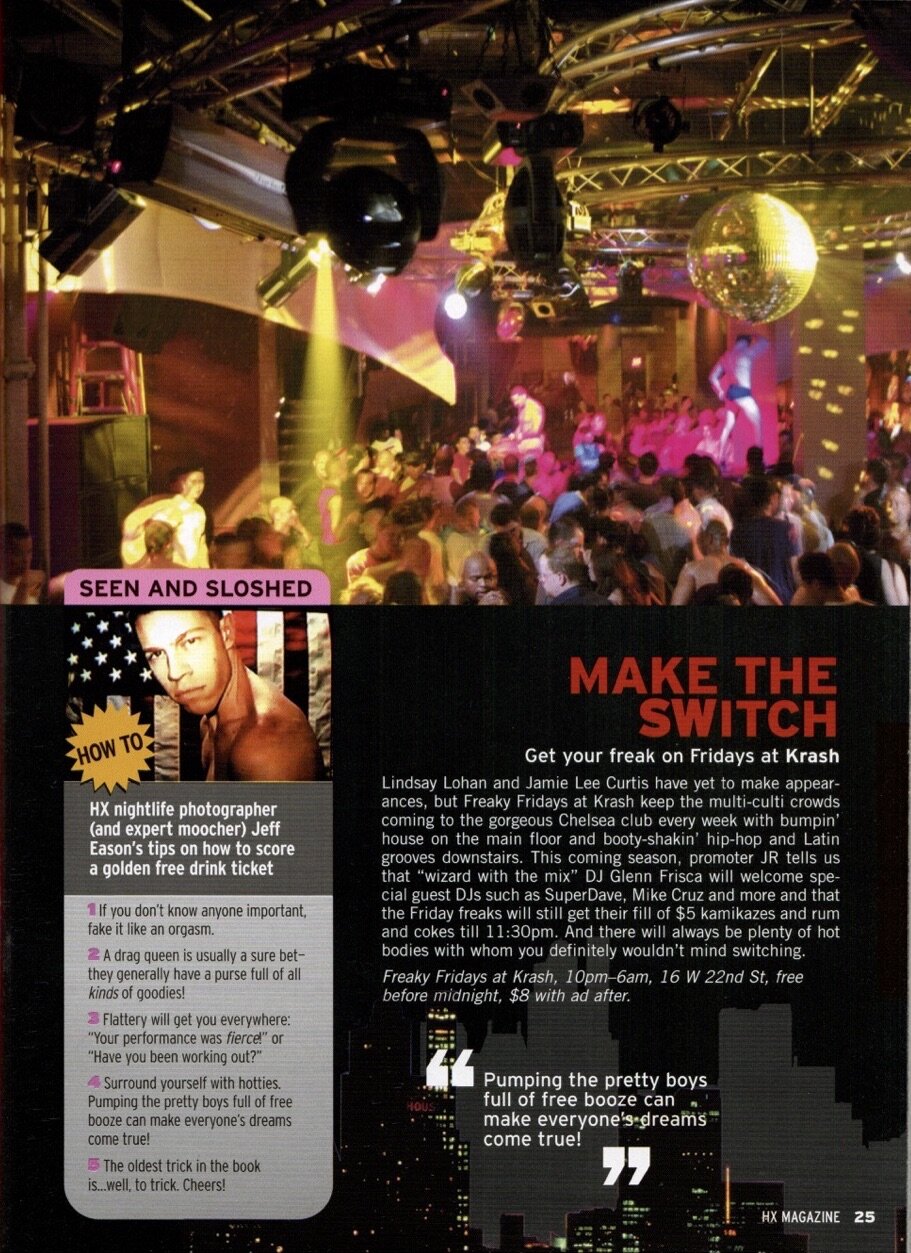 SEEN AND SLOSHED
HOW TO
HX nightlife photographer
(and expert moocher) Jeff
Eason's tips on how to score
a golden free drink ticket
1 If you don't know anyone important,
fake it like an orgasm.
2 A drag queen is usually a sure bet–
they generally have a purse full of all
kinds of goodies!
3 Flattery will get you everywhere:
"Your performance was fierce!" or
"Have you been working out?"
4 Surround yourself with hotties.
Pumping the pretty boys full of free
booze can make everyone's dreams
come true!
5 The oldest trick in the book
is...well, to trick. Cheers!
MAKE THE
SWITCH
Get your freak on Fridays at Krash
Lindsay Lohan and Jamie Lee Curtis have yet to make appear-
ances, but Freaky Fridays at Krash keep the multi-culti crowds
coming to the gorgeous Chelsea club every week with bumpin'
house on the main floor and booty-shakin' hip-hop and Latin
grooves downstairs. This coming season, promoter JR tells us
that "wizard with the mix" DJ Glenn Frisca will welcome spe-
cial guest DJs such as SuperDave, Mike Cruz and more and that
the Friday freaks will still get their fill of $5 kamikazes and rum
and cokes till 11:30pm. And there will always be plenty of hot
bodies with whom you definitely wouldn't mind switching.
Freaky Fridays at Krash, 10pm–6am, 16 W 22nd St, free
before midnight, $8 with ad after.
“ Pumping the pretty boys
full of free booze can
make everyone's dreams
come true! ”
HOUS
HX MAGAZINE 25